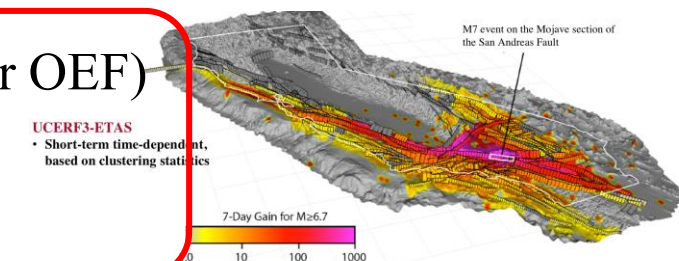 M7 event on the Mojave section of
the San Andreas Fault
OEF)
UCERF3-ETAS
• Short-term time-dependent,
based on clustering statistics
7-Day Gain for M≥6.7
10 100 1000